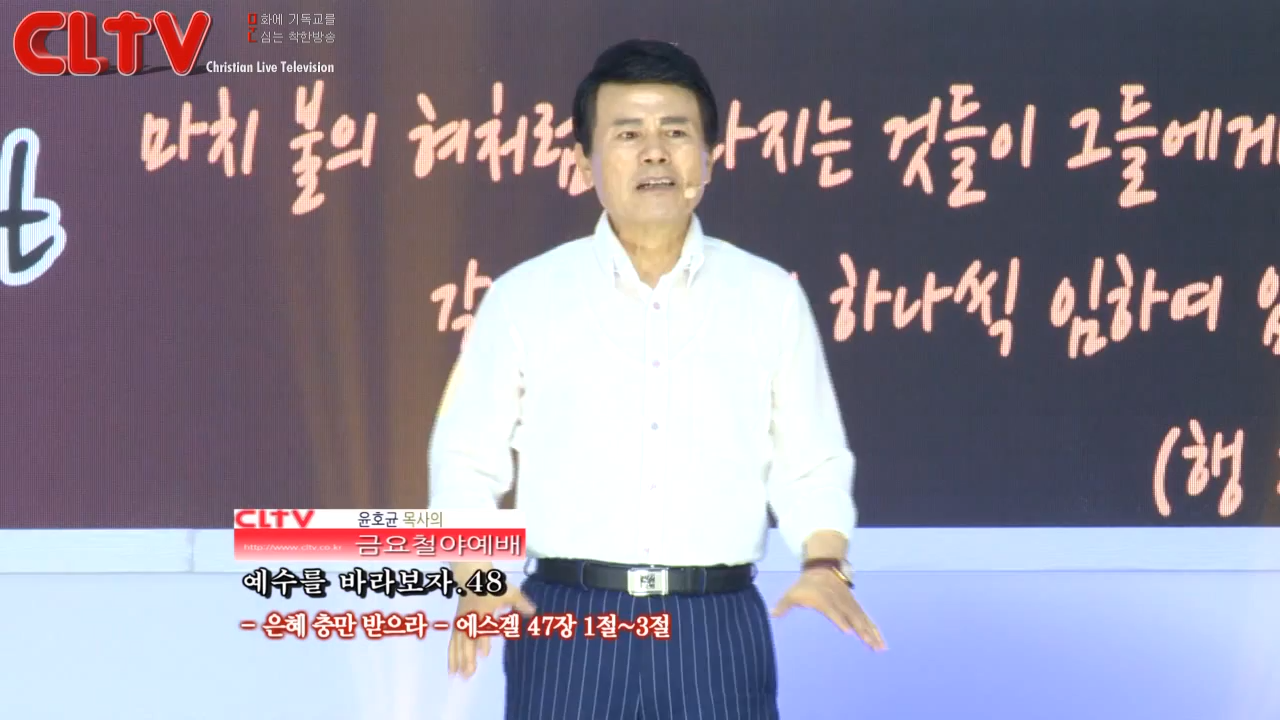 CLTV
문화에 기독교를
심는 착한방송
Christian Live Television
마치 불의 혀처럼 갈라지는 것들이 그들에게
각 하나씩 임하여
(행
CLTV 윤호균 목사의
http://www.cltv.co.kr 금요철야예배
예수를 바라보자.48
- 은혜 충만 받으라 - 에스겔 47장 1절~3절